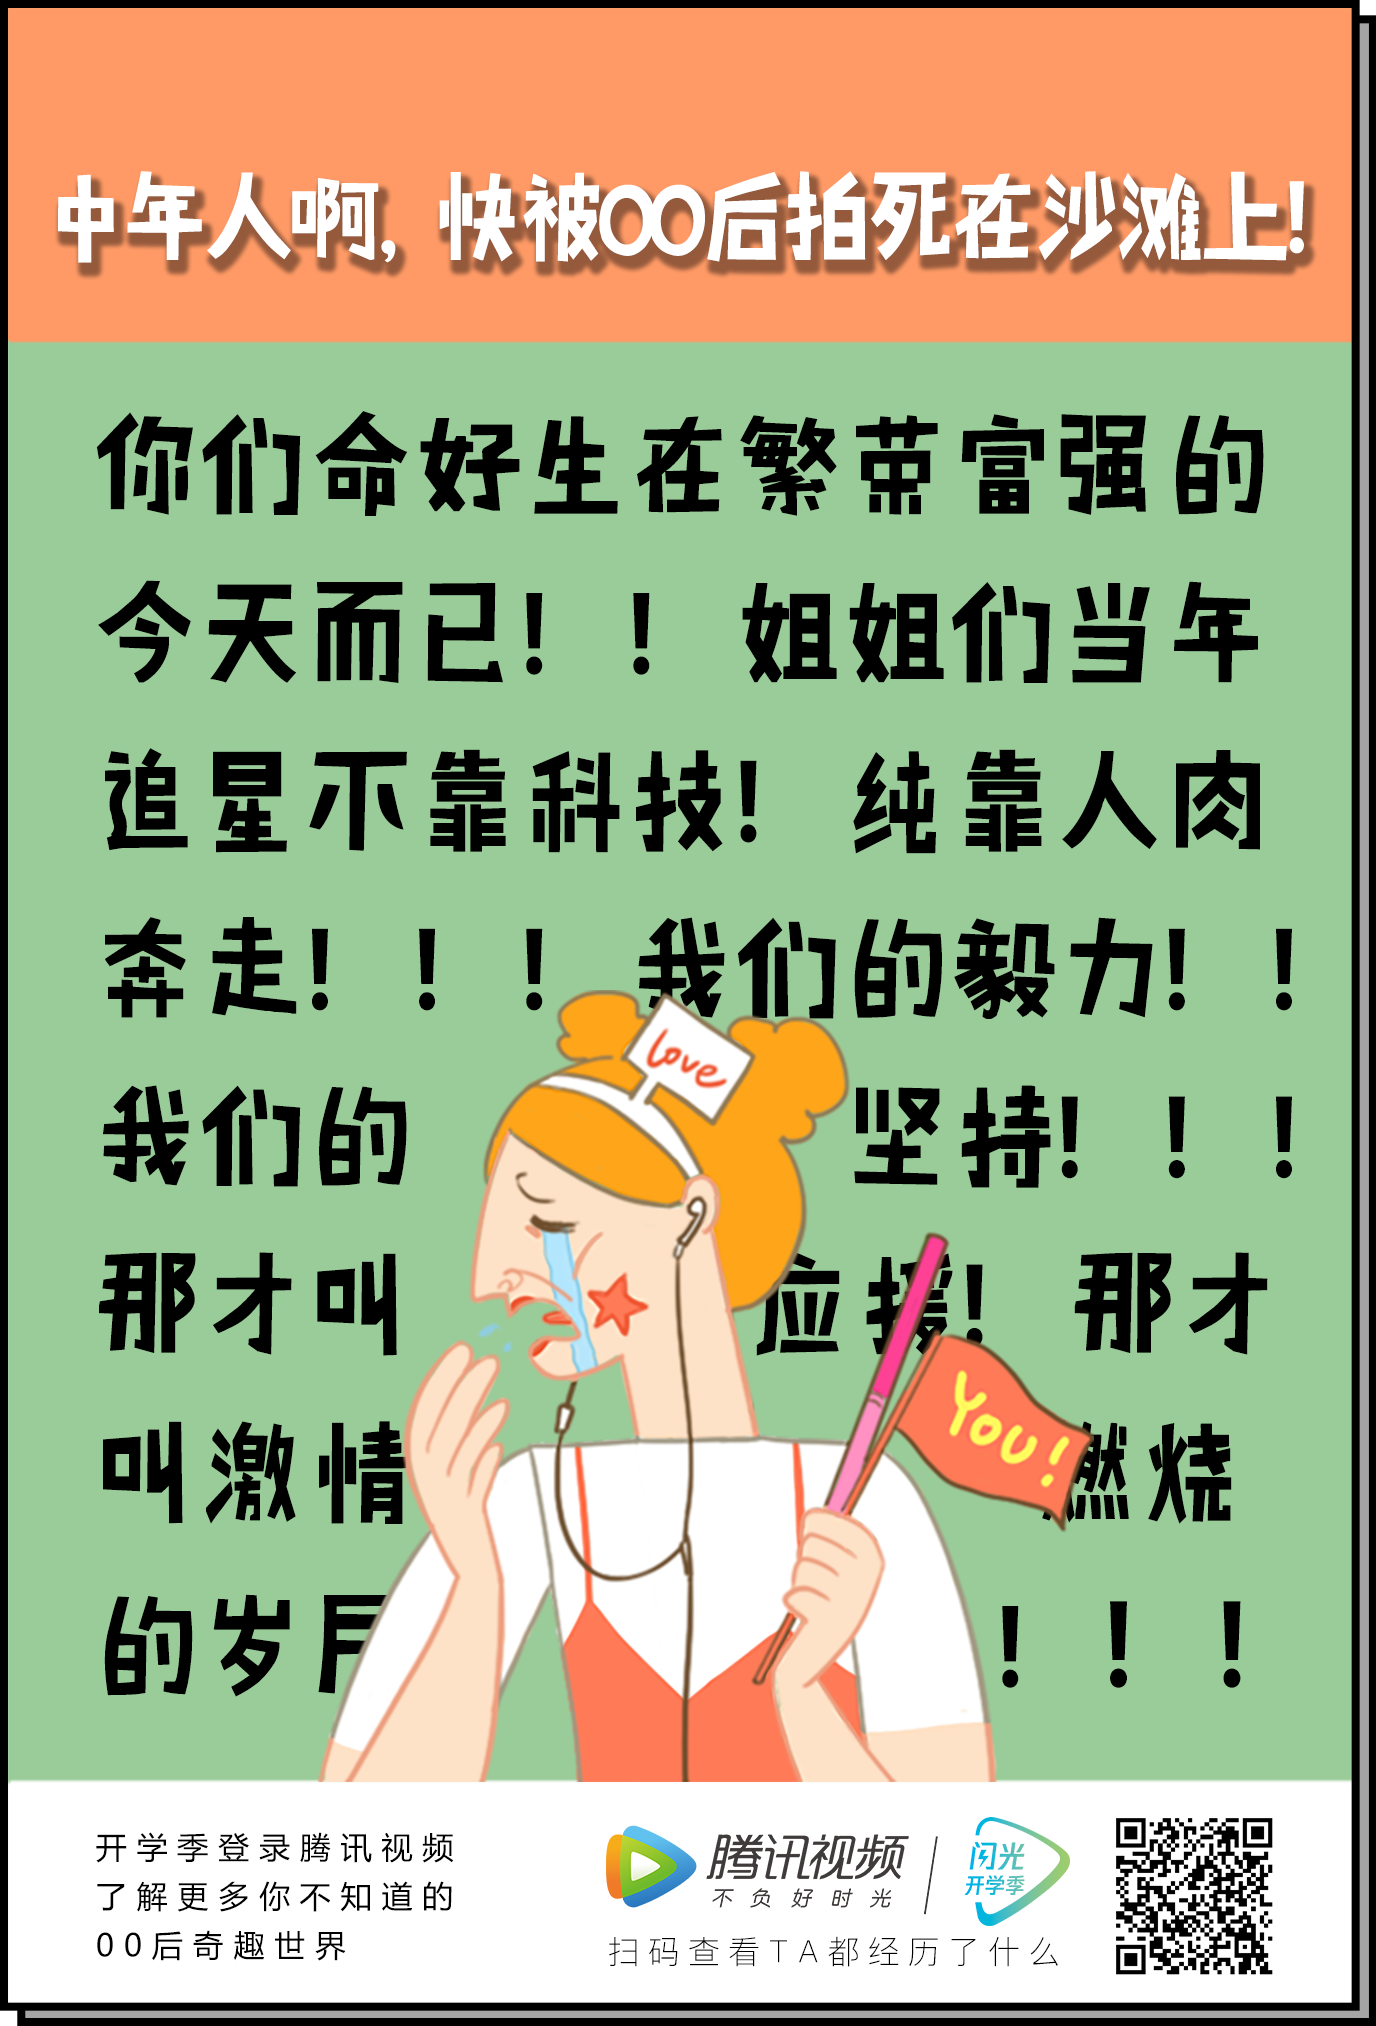 中年人啊，快被00后拍死在沙滩上！
你们命好生在繁荣富强的
今天而已！！姐姐们当年
追星不靠科技！纯靠人肉
奔走！！！我们的毅力！！
我们的 坚持！！！
love
那才叫 应援！那才
叫激情 燃烧
YOU!
的岁月 ！！！
开学季登录腾讯视频
了解更多你不知道的
00后奇趣世界
腾讯视频
不负好时光
闪光
开学季
扫码查看TA都经历了什么